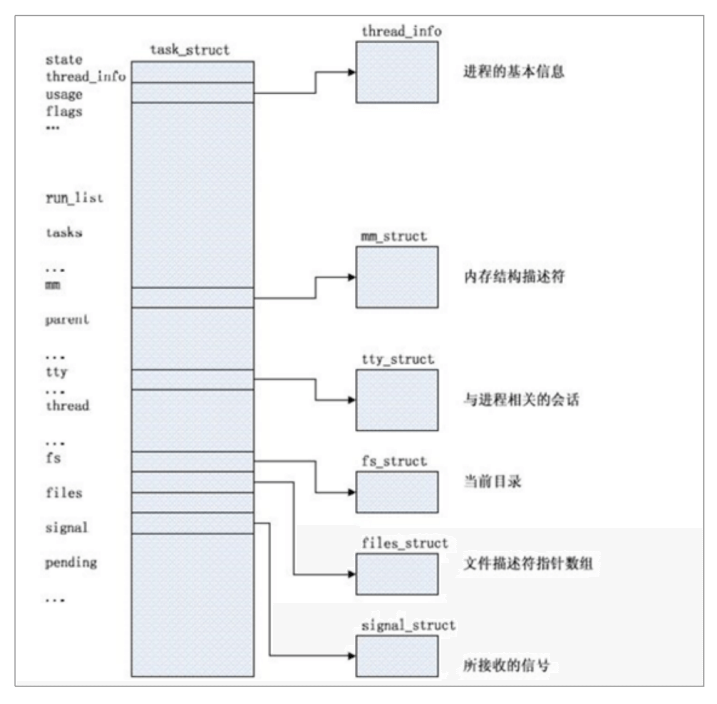 task_struct
state
thread_info
usage
flags
...
run_list
tasks
...
mm
parent
...
tty
...
thread
...
fs
files
signal
pending
...
thread_info
进程的基本信息
mm_struct
内存结构描述符
tty_struct
与进程相关的会话
fs_struct
当前目录
files_struct
文件描述符指针数组
signal_struct
所接收的信号